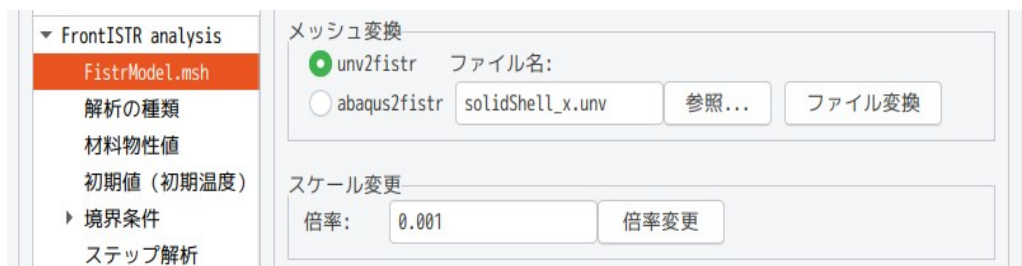 FrontISTR analysis
FistrModel.msh
解析の種類
材料物性値
初期値（初期温度）
境界条件
ステップ解析
メッシュ変換
unv2fistr ファイル名:
abaqus2fistr solidShell_x.unv 参照... ファイル変換
スケール変更
倍率: 0.001 倍率変更